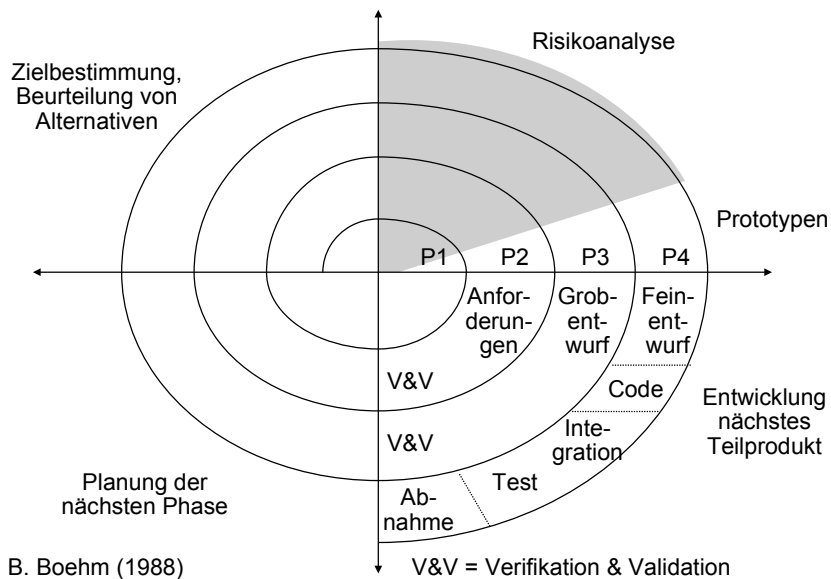 Risikoanalyse
Zielbestimmung,
Beurteilung von
Alternativen
Prototypen
P1
P2
P3
P4
Anfor-
derun-
gen
Grob-
ent-
wurf
Fein-
ent-
wurf
V&V
Code
Entwicklung
nächstes
Teilprodukt
V&V
Inte-
gration
Test
Planung der
nächsten Phase
Ab-
nahme
B. Boehm (1988)
V&V = Verifikation & Validation